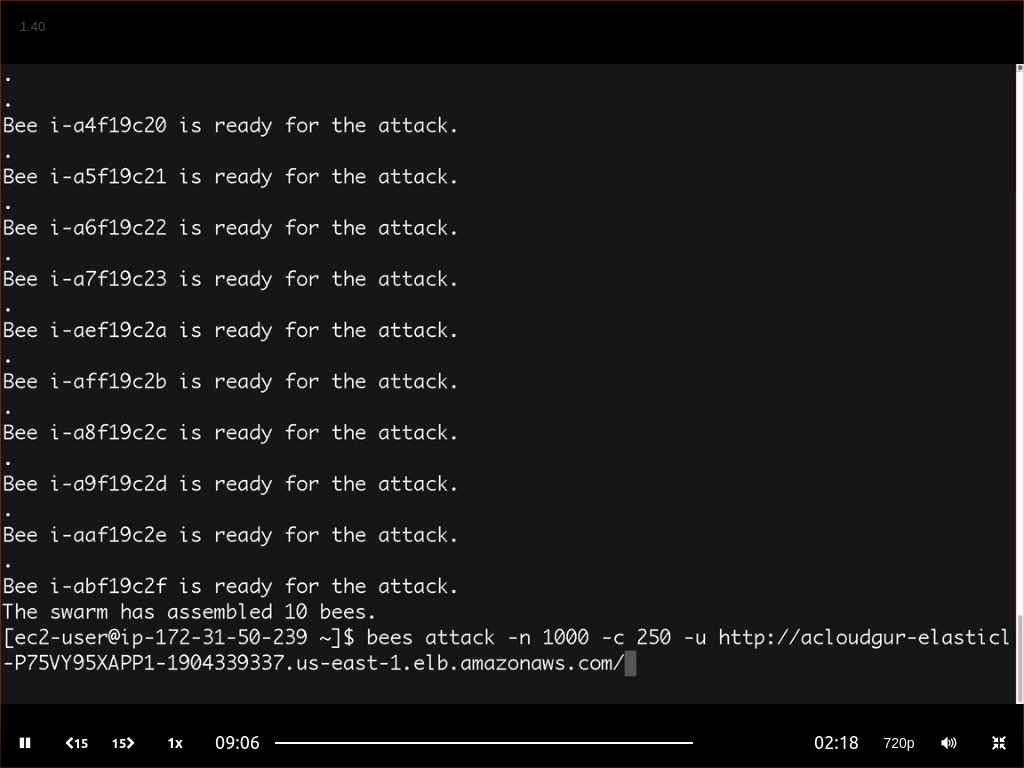 1.40
.
.
Bee i-a4f19c20 is ready for the attack.
.
Bee i-a5f19c21 is ready for the attack.
.
Bee i-a6f19c22 is ready for the attack.
.
Bee i-a7f19c23 is ready for the attack.
.
Bee i-aef19c2a is ready for the attack.
.
Bee i-aff19c2b is ready for the attack.
.
Bee i-a8f19c2c is ready for the attack.
.
Bee i-a9f19c2d is ready for the attack.
.
Bee i-aaf19c2e is ready for the attack.
.
Bee i-abf19c2f is ready for the attack.
The swarm has assembled 10 bees.
[ec2-user@ip-172-31-50-239 ~]$ bees attack -n 1000 -c 250 -u http://acloudgur-elasticl
-P75VY95XAPP1-1904339337.us-east-1.elb.amazonaws.com/
15 15 1x 09:06 02:18 720p